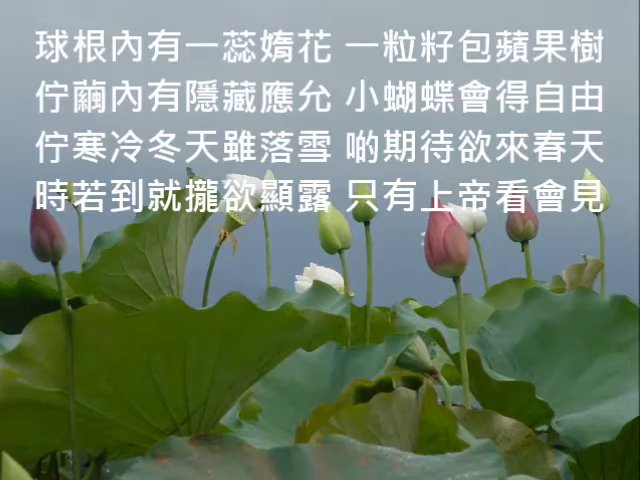 球根內有一蕊媠花 一粒籽包蘋果樹
佇繭內有隱藏應允 小蝴蝶會得自由
佇寒冷冬天雖落雪 啲期待欲來春天
時若到就攏欲顯露 只有上帝看會見